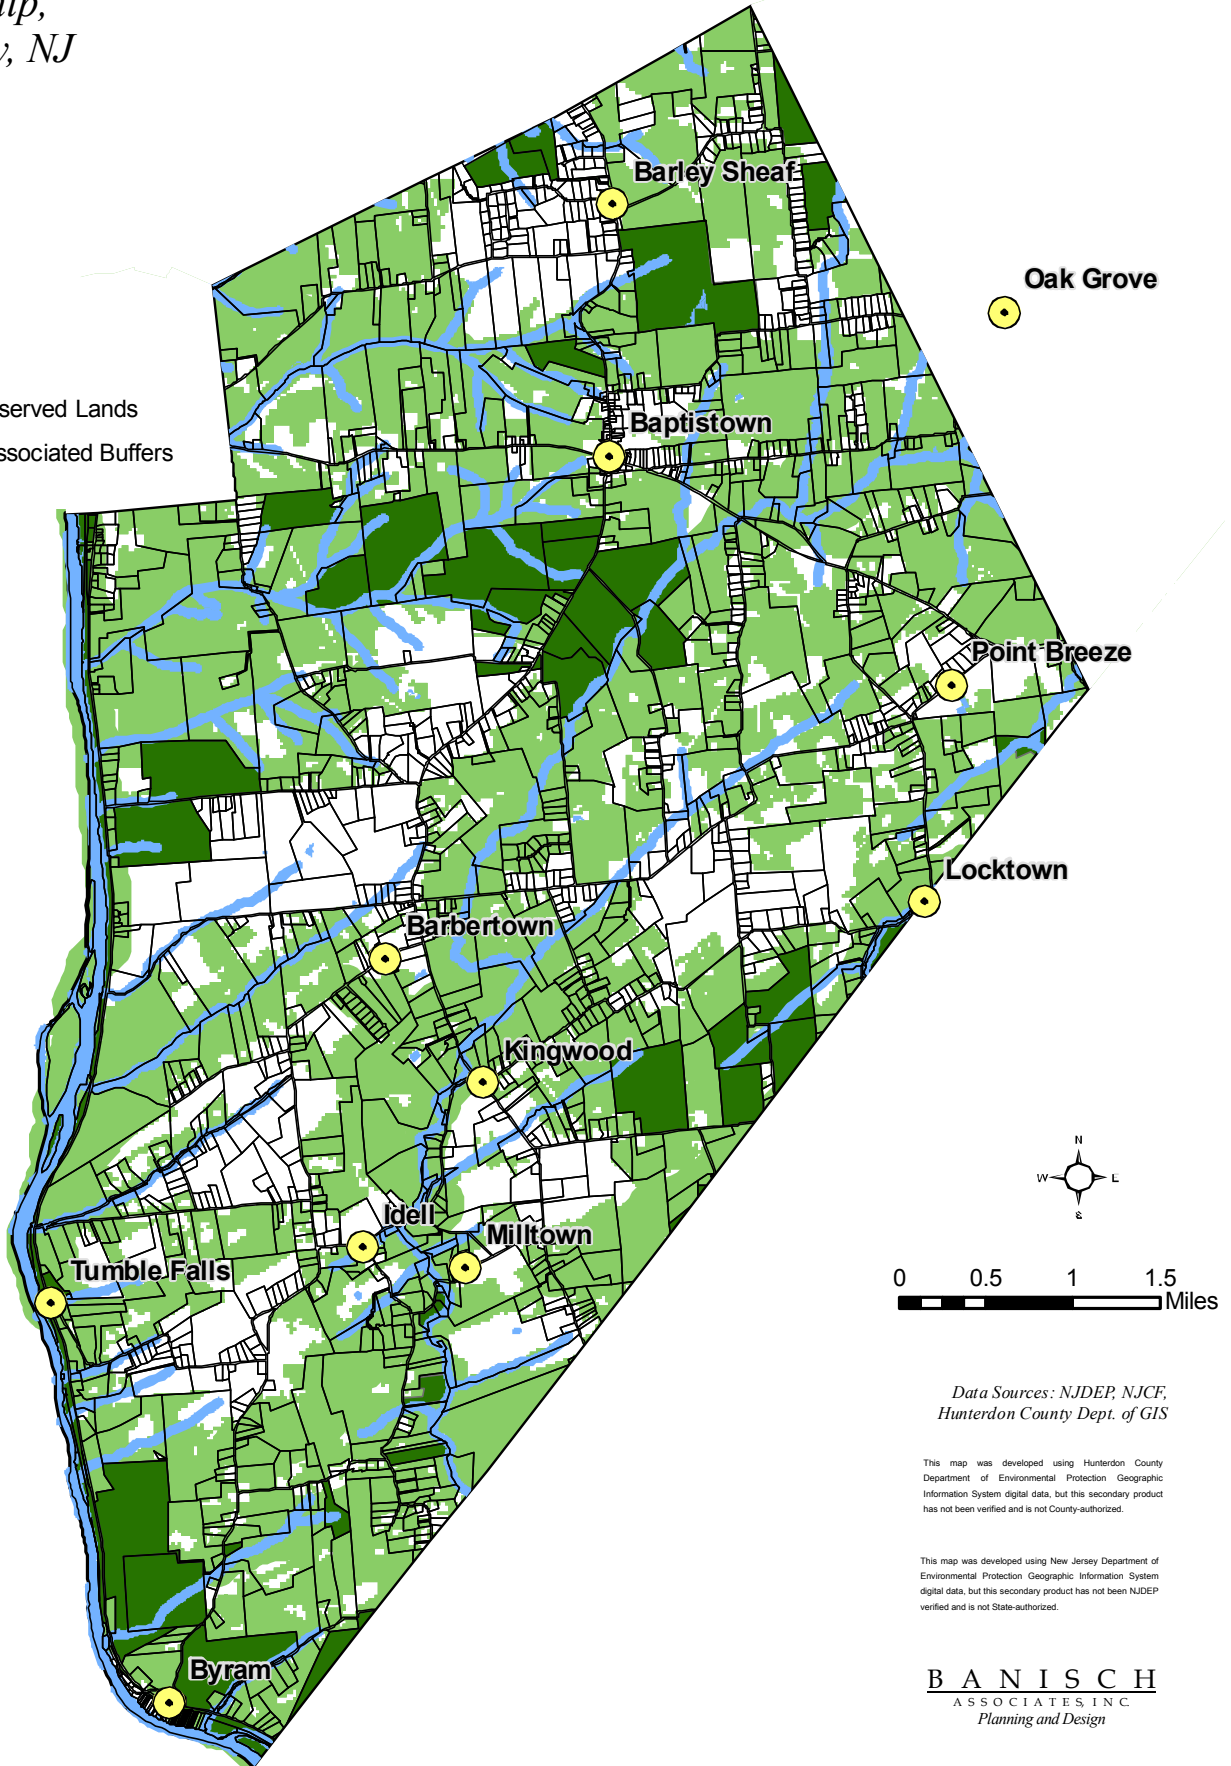 NJ
Barley Sheaf
Oak Grove
served Lands
ssociated Buffers
Baptistown
Point Breeze
Locktown
Barbertown
Kingwood
N
W E
S
Idell
Milltown
Tumble Falls
0 0.5 1 1.5
Miles
Data Sources: NJDEP, NJCF,
Hunterdon County Dept. of GIS
This map was developed using Hunterdon County
Department of Environmental Protection Geographic
Information System digital data, but this secondary product
has not been verified and is not County-authorized.
This map was developed using New Jersey Department of
Environmental Protection Geographic Information System
digital data, but this secondary product has not been NJDEP
verified and is not State-authorized.
Byram
BANISCH
ASSOCIATES, INC.
Planning and Design